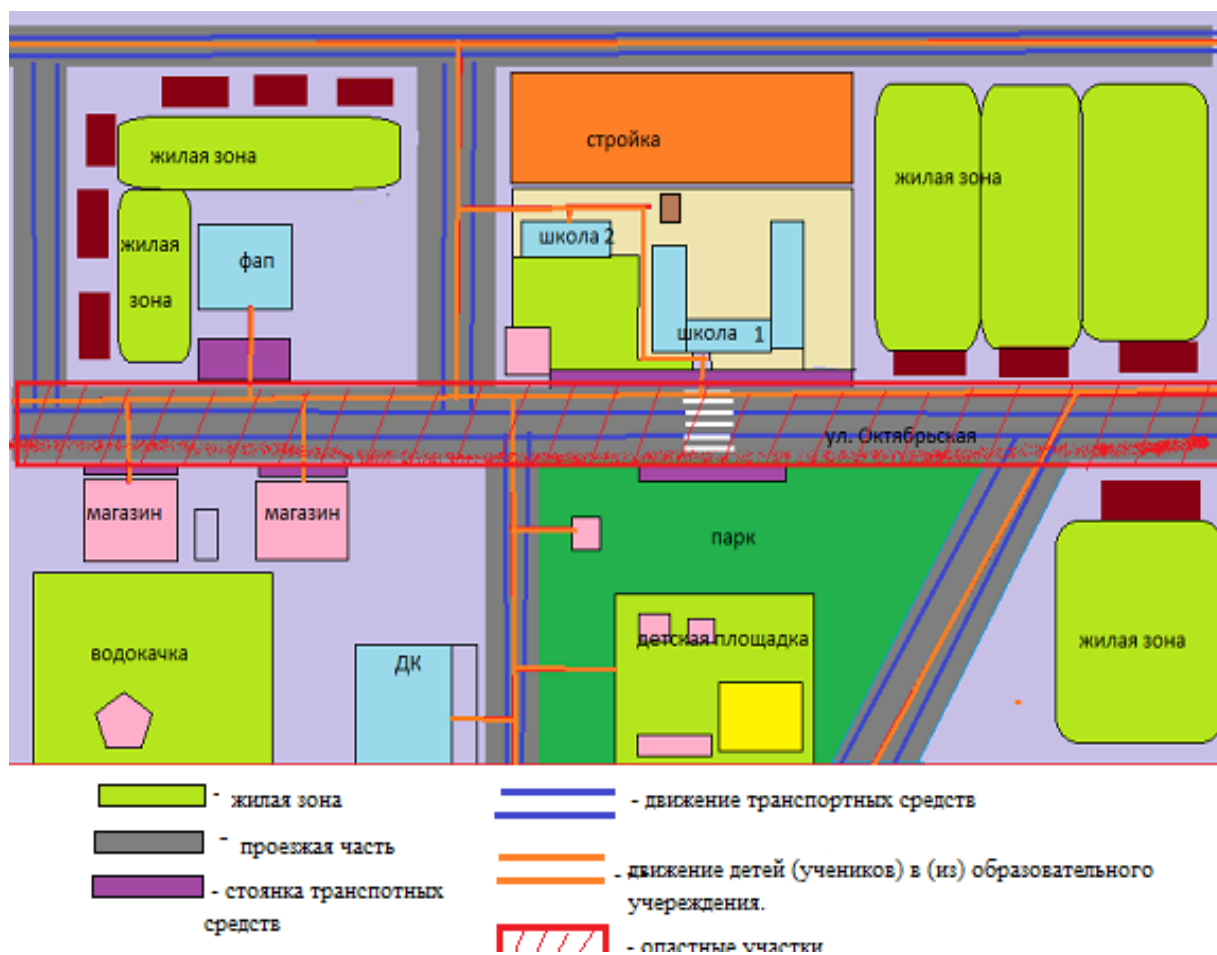 стройка
жилая зона
жилая зона
жилая
зона
фап
школа 2
школа 1
ул. Октябрьская
магазин
магазин
парк
водокачка
ДК
детская площадка
жилая зона
- жилая зона
- проезжая часть
- стоянка транспотных
средств
- движение транспортных средств
- движение детей (учеников) в (из) образовательного
учереждения.
- опастные участки